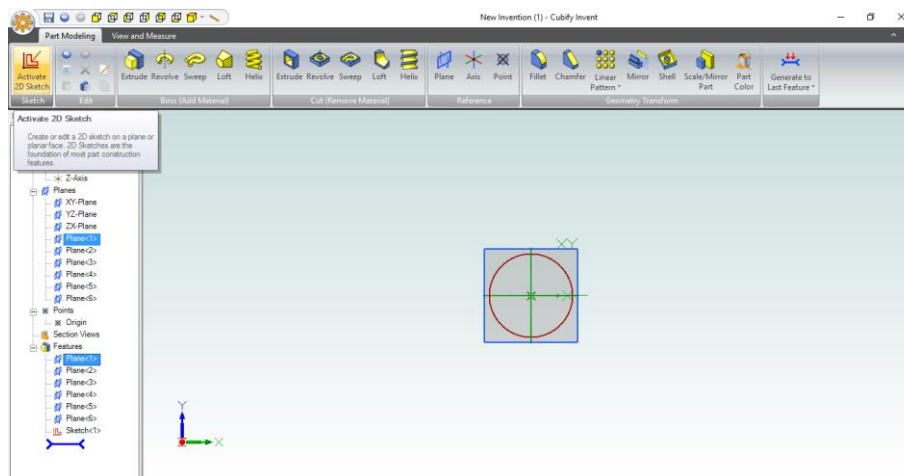 New Invention (1) - Cubify Invent
Part Modeling View and Measure
Activate 2D Sketch
Extrude Revolve Sweep Loft Helix
Extrude Revolve Sweep Loft Helix
Plane Axis Point
Fillet Chamfer Linear Pattern Mirror Shell Scale/Mirror Part Part Color
Generate to Last Feature
Sketch Edit Boss (Add Material) Cut (Remove Material) Reference Geometry Transform
Activate 2D Sketch
Create or edit a 2D sketch on a plane or
planar face. 2D Sketches are the
foundation of most part construction
features.
Z-Axis
Planes
XY-Plane
YZ-Plane
ZX-Plane
Plane<1>
Plane<2>
Plane<3>
Plane<4>
Plane<5>
Plane<6>
Points
Origin
Section Views
Features
Plane<1>
Plane<2>
Plane<3>
Plane<4>
Plane<5>
Plane<6>
Sketch<1>
XY
X
Y
X